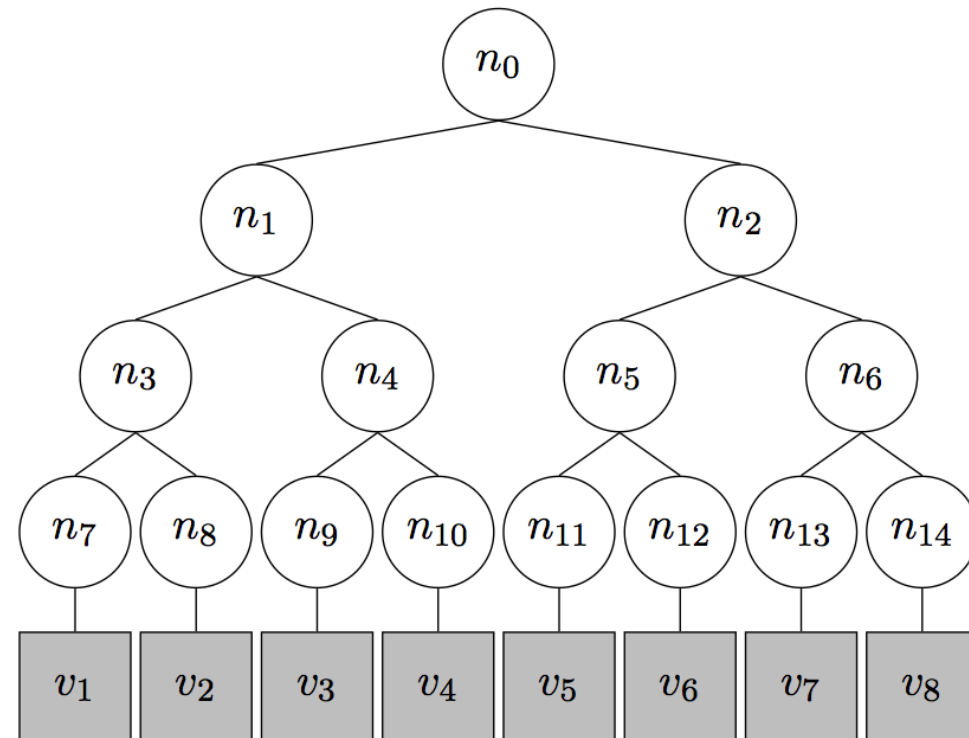 n₀
n₁ n₂
n₃ n₄ n₅ n₆
n₇ n₈ n₉ n₁₀ n₁₁ n₁₂ n₁₃ n₁₄
v₁ v₂ v₃ v₄ v₅ v₆ v₇ v₈